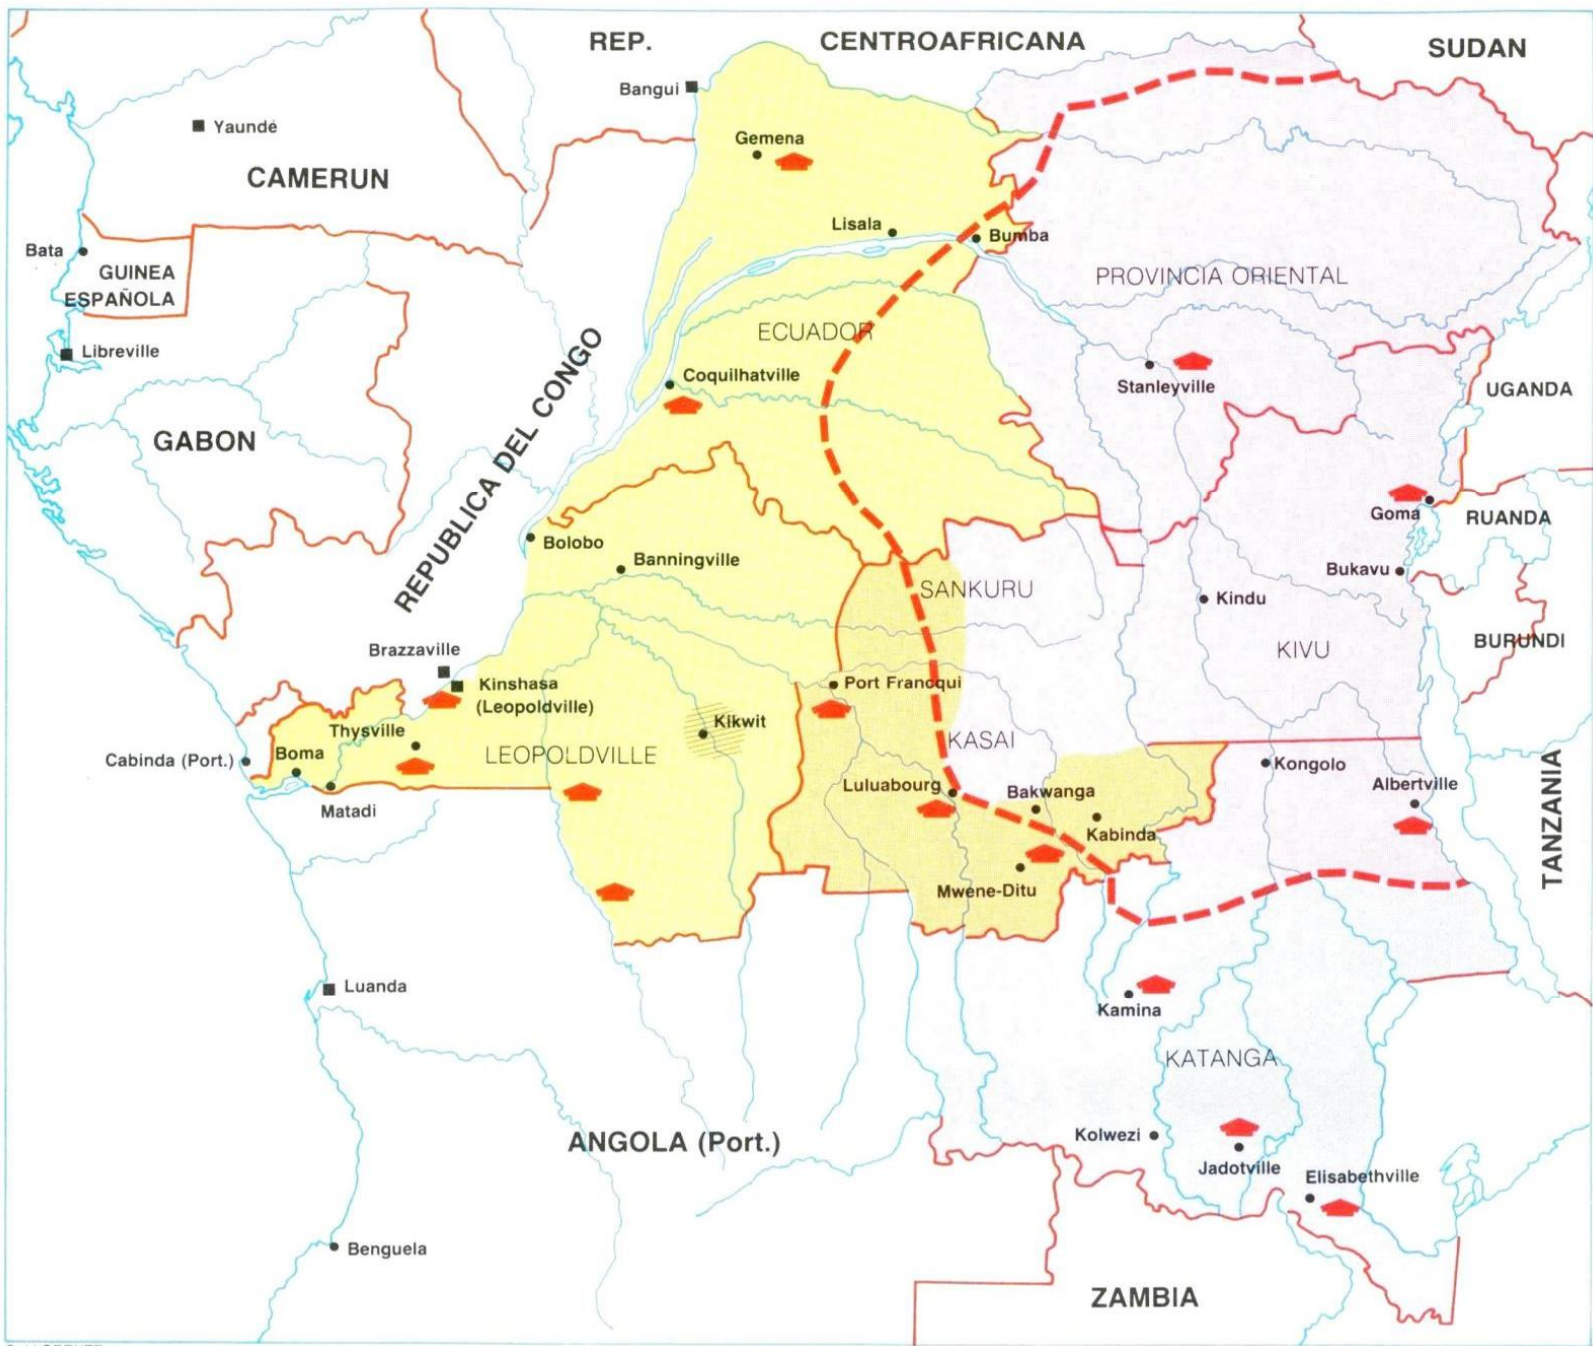 REP. CENTROAFRICANA
SUDAN
Bangui
Yaundé
CAMERUN
Gemena
Lisala
Bumba
Bata
GUINEA
ESPAÑOLA
PROVINCIA ORIENTAL
ECUADOR
Libreville
Coquilhatville
Stanleyville
UGANDA
GABON
REPUBLICA DEL CONGO
Goma
RUANDA
Bolobo
Banningville
Bukavu
SANKURU
Kindu
BURUNDI
KIVU
Brazzaville
Kinshasa
(Leopoldville)
Port Francqui
Kikwit
Thysville
LEOPOLDVILLE
KASAI
Cabinda (Port.)
Boma
Matadi
Luluabourg
Bakwanga
Kabinda
Kongolo
Albertville
TANZANIA
Mwene-Ditu
Luanda
Kamina
KATANGA
ANGOLA (Port.)
Kolwezi
Jadotville
Elisabethville
Benguela
ZAMBIA